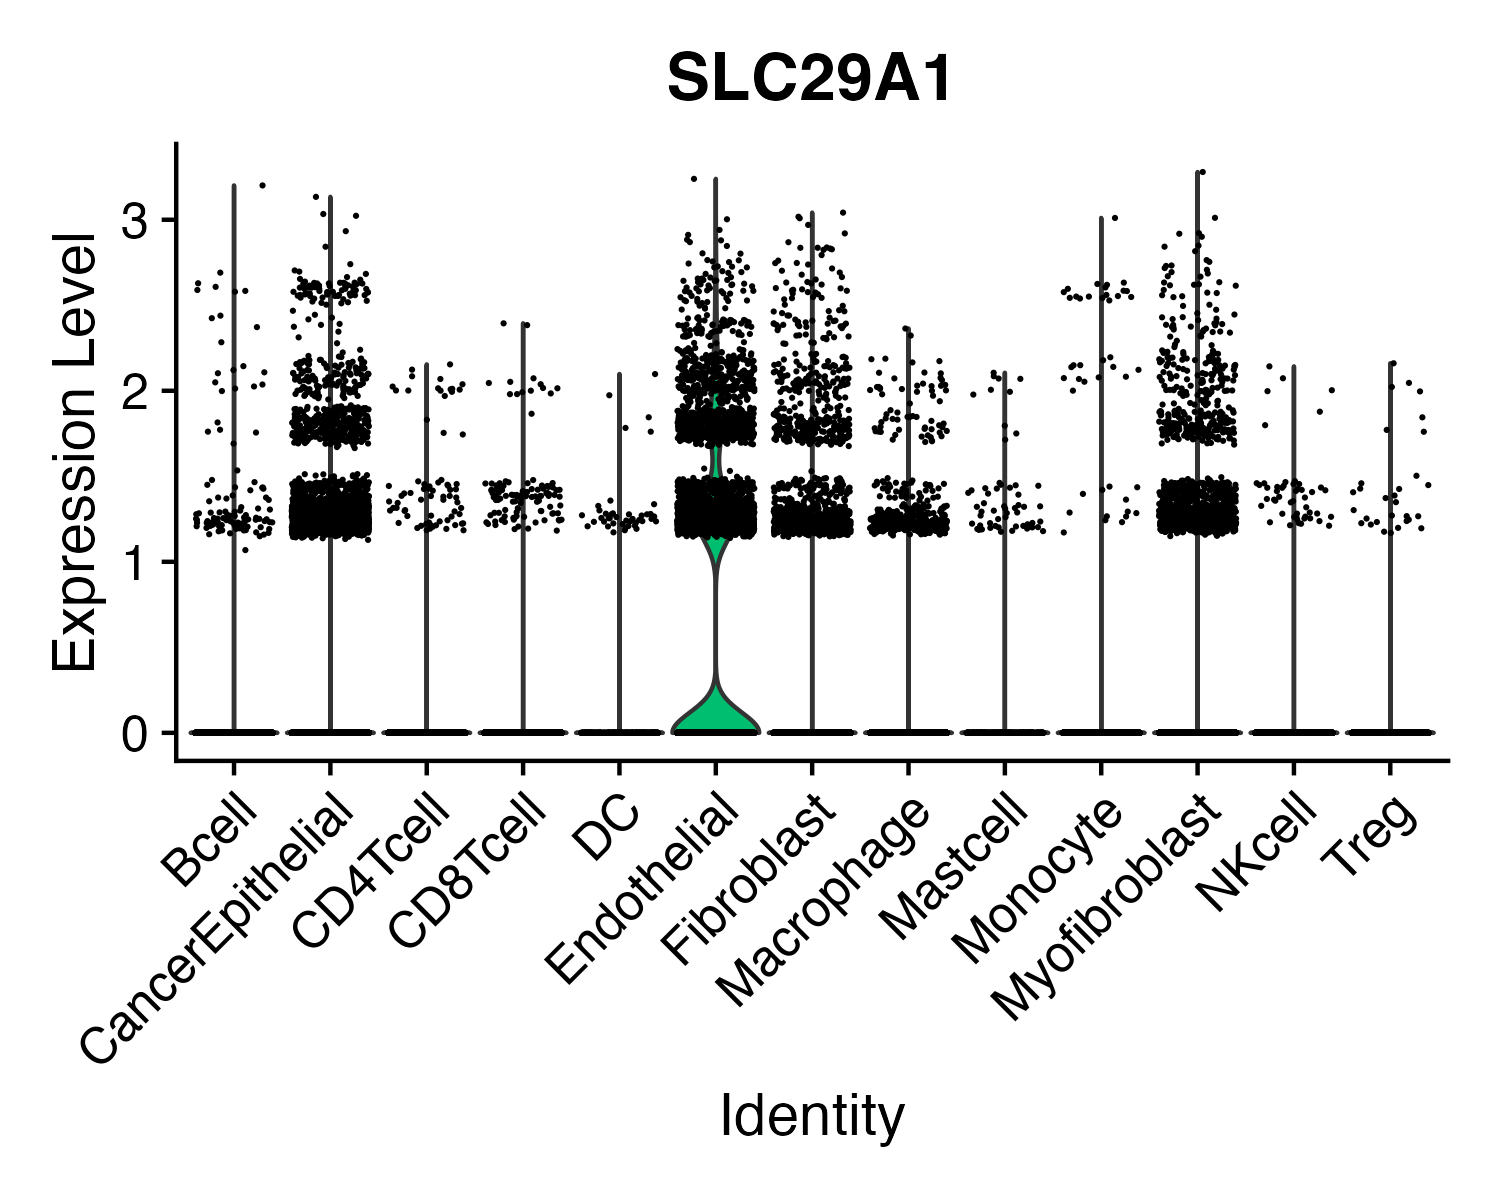 SLC29A1
Expression Level
3
2
1
0
Bcell
CancerEpithelial
CD4Tcell
CD8Tcell
DC
Endothelial
Fibroblast
Macrophage
Mastcell
Monocyte
Myofibroblast
NKcell
Treg
Identity